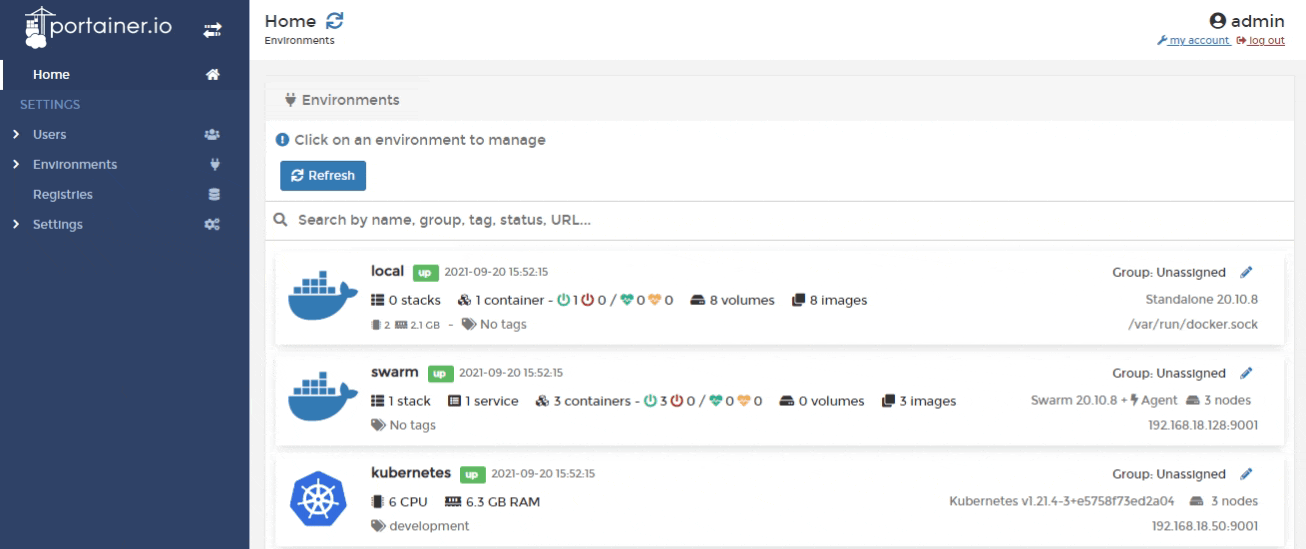 portainer.io
Home
SETTINGS
Users
Environments
Registries
Settings
Home
Environments
admin
my account log out
Environments
Click on an environment to manage
Refresh
Search by name, group, tag, status, URL...
local up 2021-09-20 15:52:15 Group: Unassigned
0 stacks 1 container - 1 0 / 0 0 8 volumes 8 images Standalone 20.10.8
2 2.1 GB - No tags /var/run/docker.sock
swarm up 2021-09-20 15:52:15 Group: Unassigned
1 stack 1 service 3 containers - 3 0 / 0 0 0 volumes 3 images Swarm 20.10.8 + Agent 3 nodes
No tags 192.168.18.128:9001
kubernetes up 2021-09-20 15:52:15 Group: Unassigned
6 CPU 6.3 GB RAM Kubernetes v1.21.4-3+e5758f73ed2a04 3 nodes
development 192.168.18.50:9001